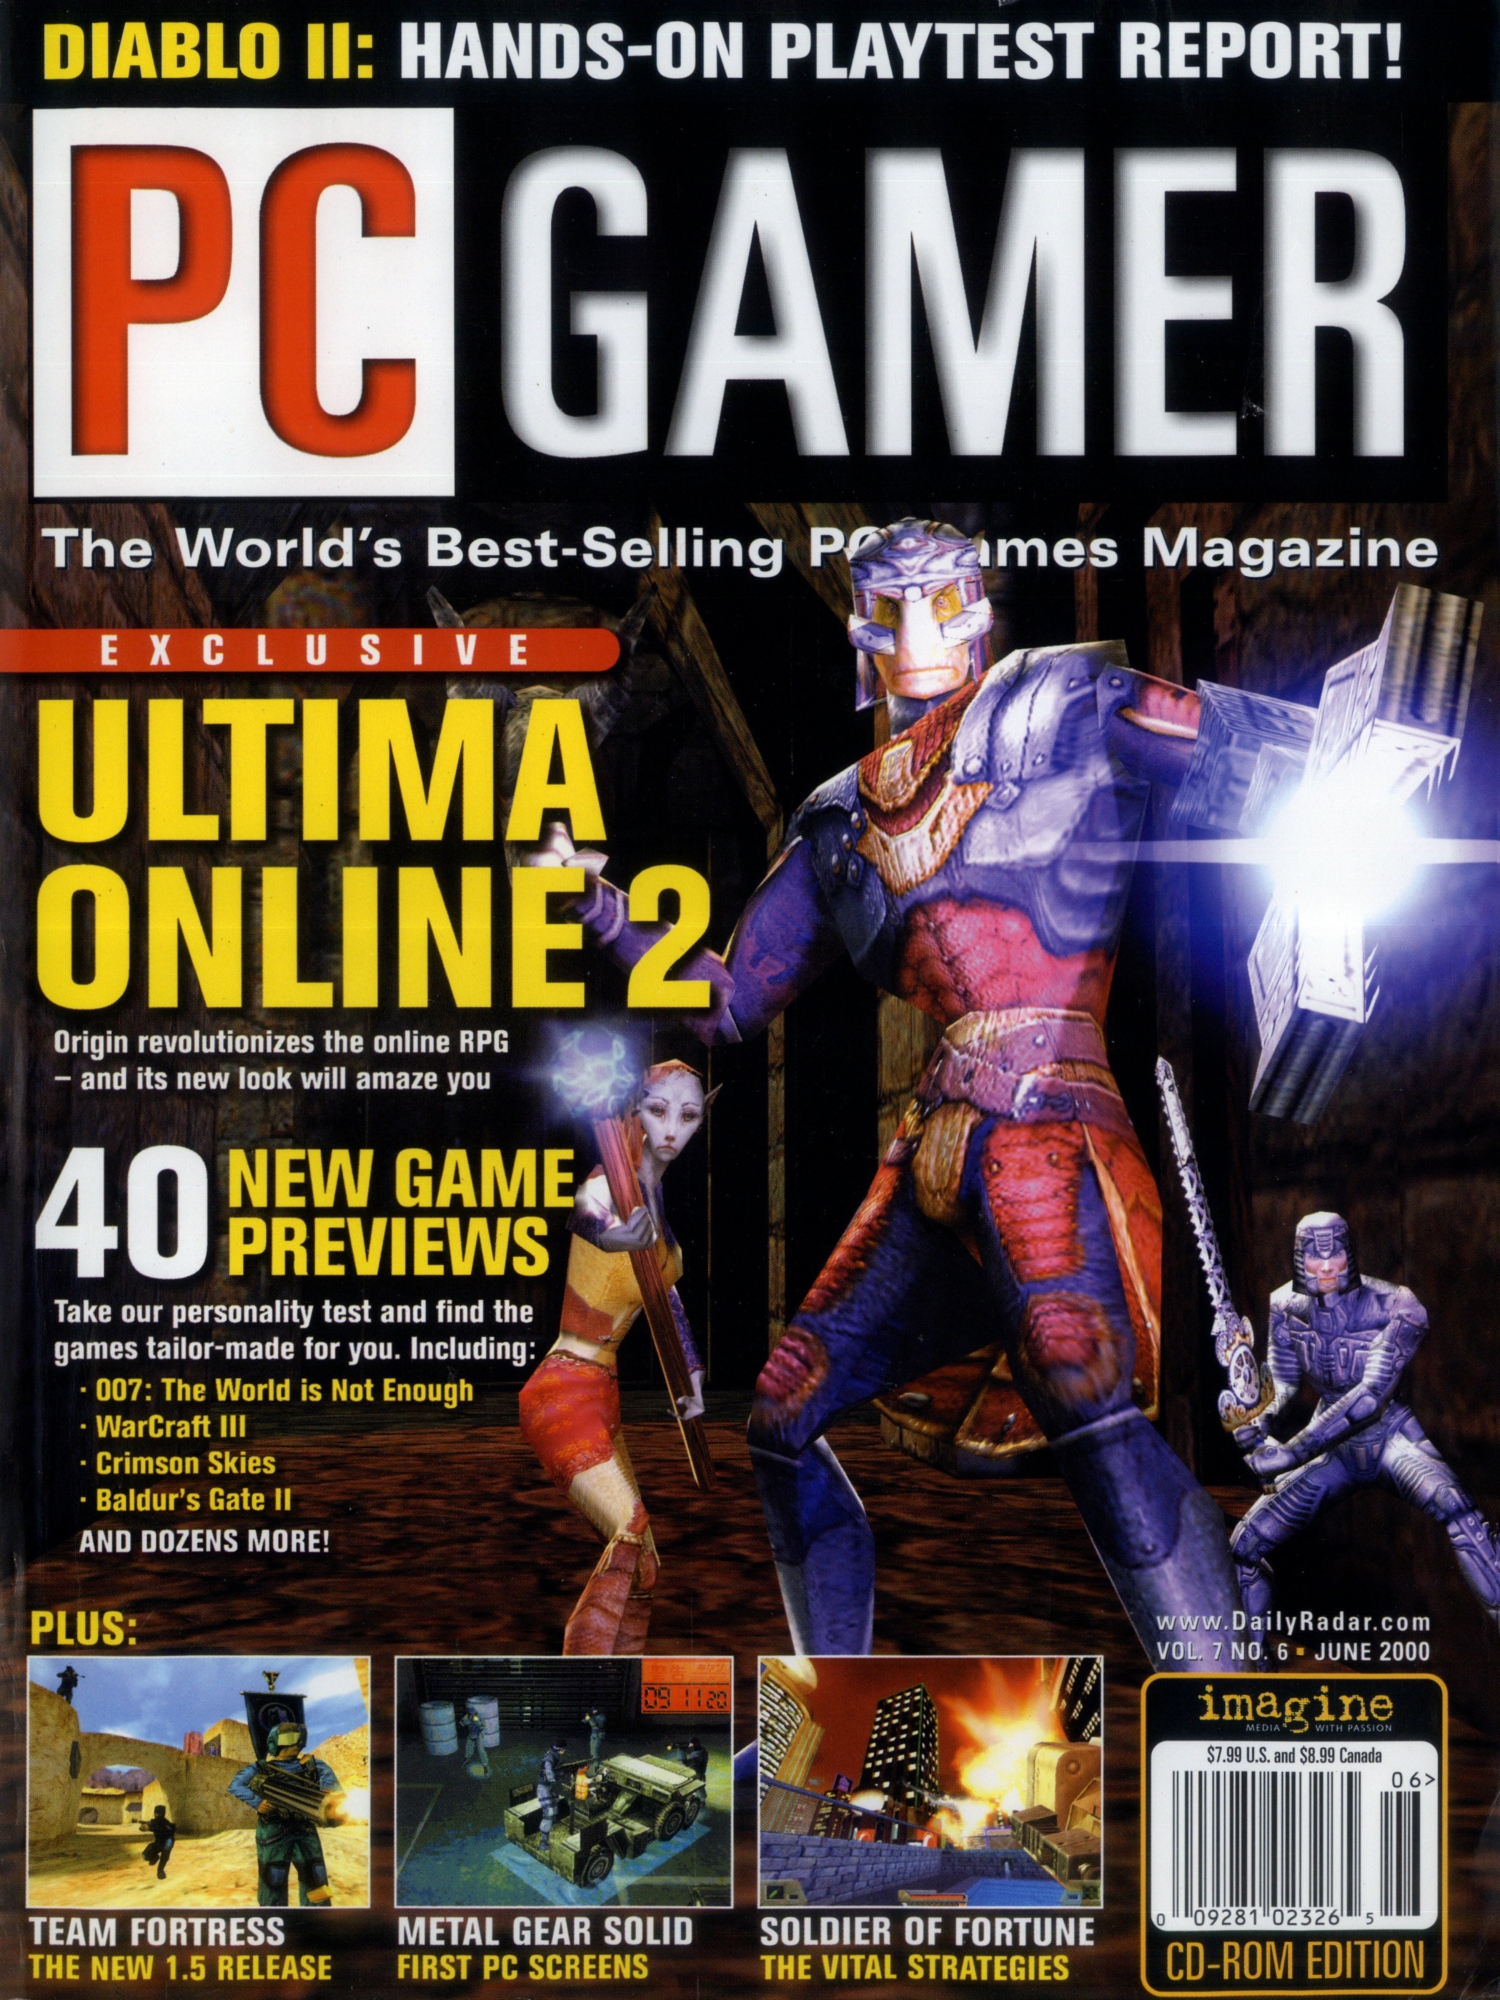 DIABLO II: HANDS-ON PLAYTEST REPORT!
PC GAMER
The World's Best-Selling PC Games Magazine
EXCLUSIVE
ULTIMA
ONLINE 2
Origin revolutionizes the online RPG
– and its new look will amaze you
40 NEW GAME
PREVIEWS
Take our personality test and find the
games tailor-made for you. Including:
· 007: The World is Not Enough
· WarCraft III
· Crimson Skies
· Baldur's Gate II
AND DOZENS MORE!
PLUS:
www.DailyRadar.com
VOL. 7 NO. 6 ▪ JUNE 2000
09 11 20
TEAM FORTRESS
THE NEW 1.5 RELEASE
METAL GEAR SOLID
FIRST PC SCREENS
SOLDIER OF FORTUNE
THE VITAL STRATEGIES
imagine
MEDIA WITH PASSION
$7.99 U.S. and $8.99 Canada
06>
0 09281 02326 5
CD-ROM EDITION